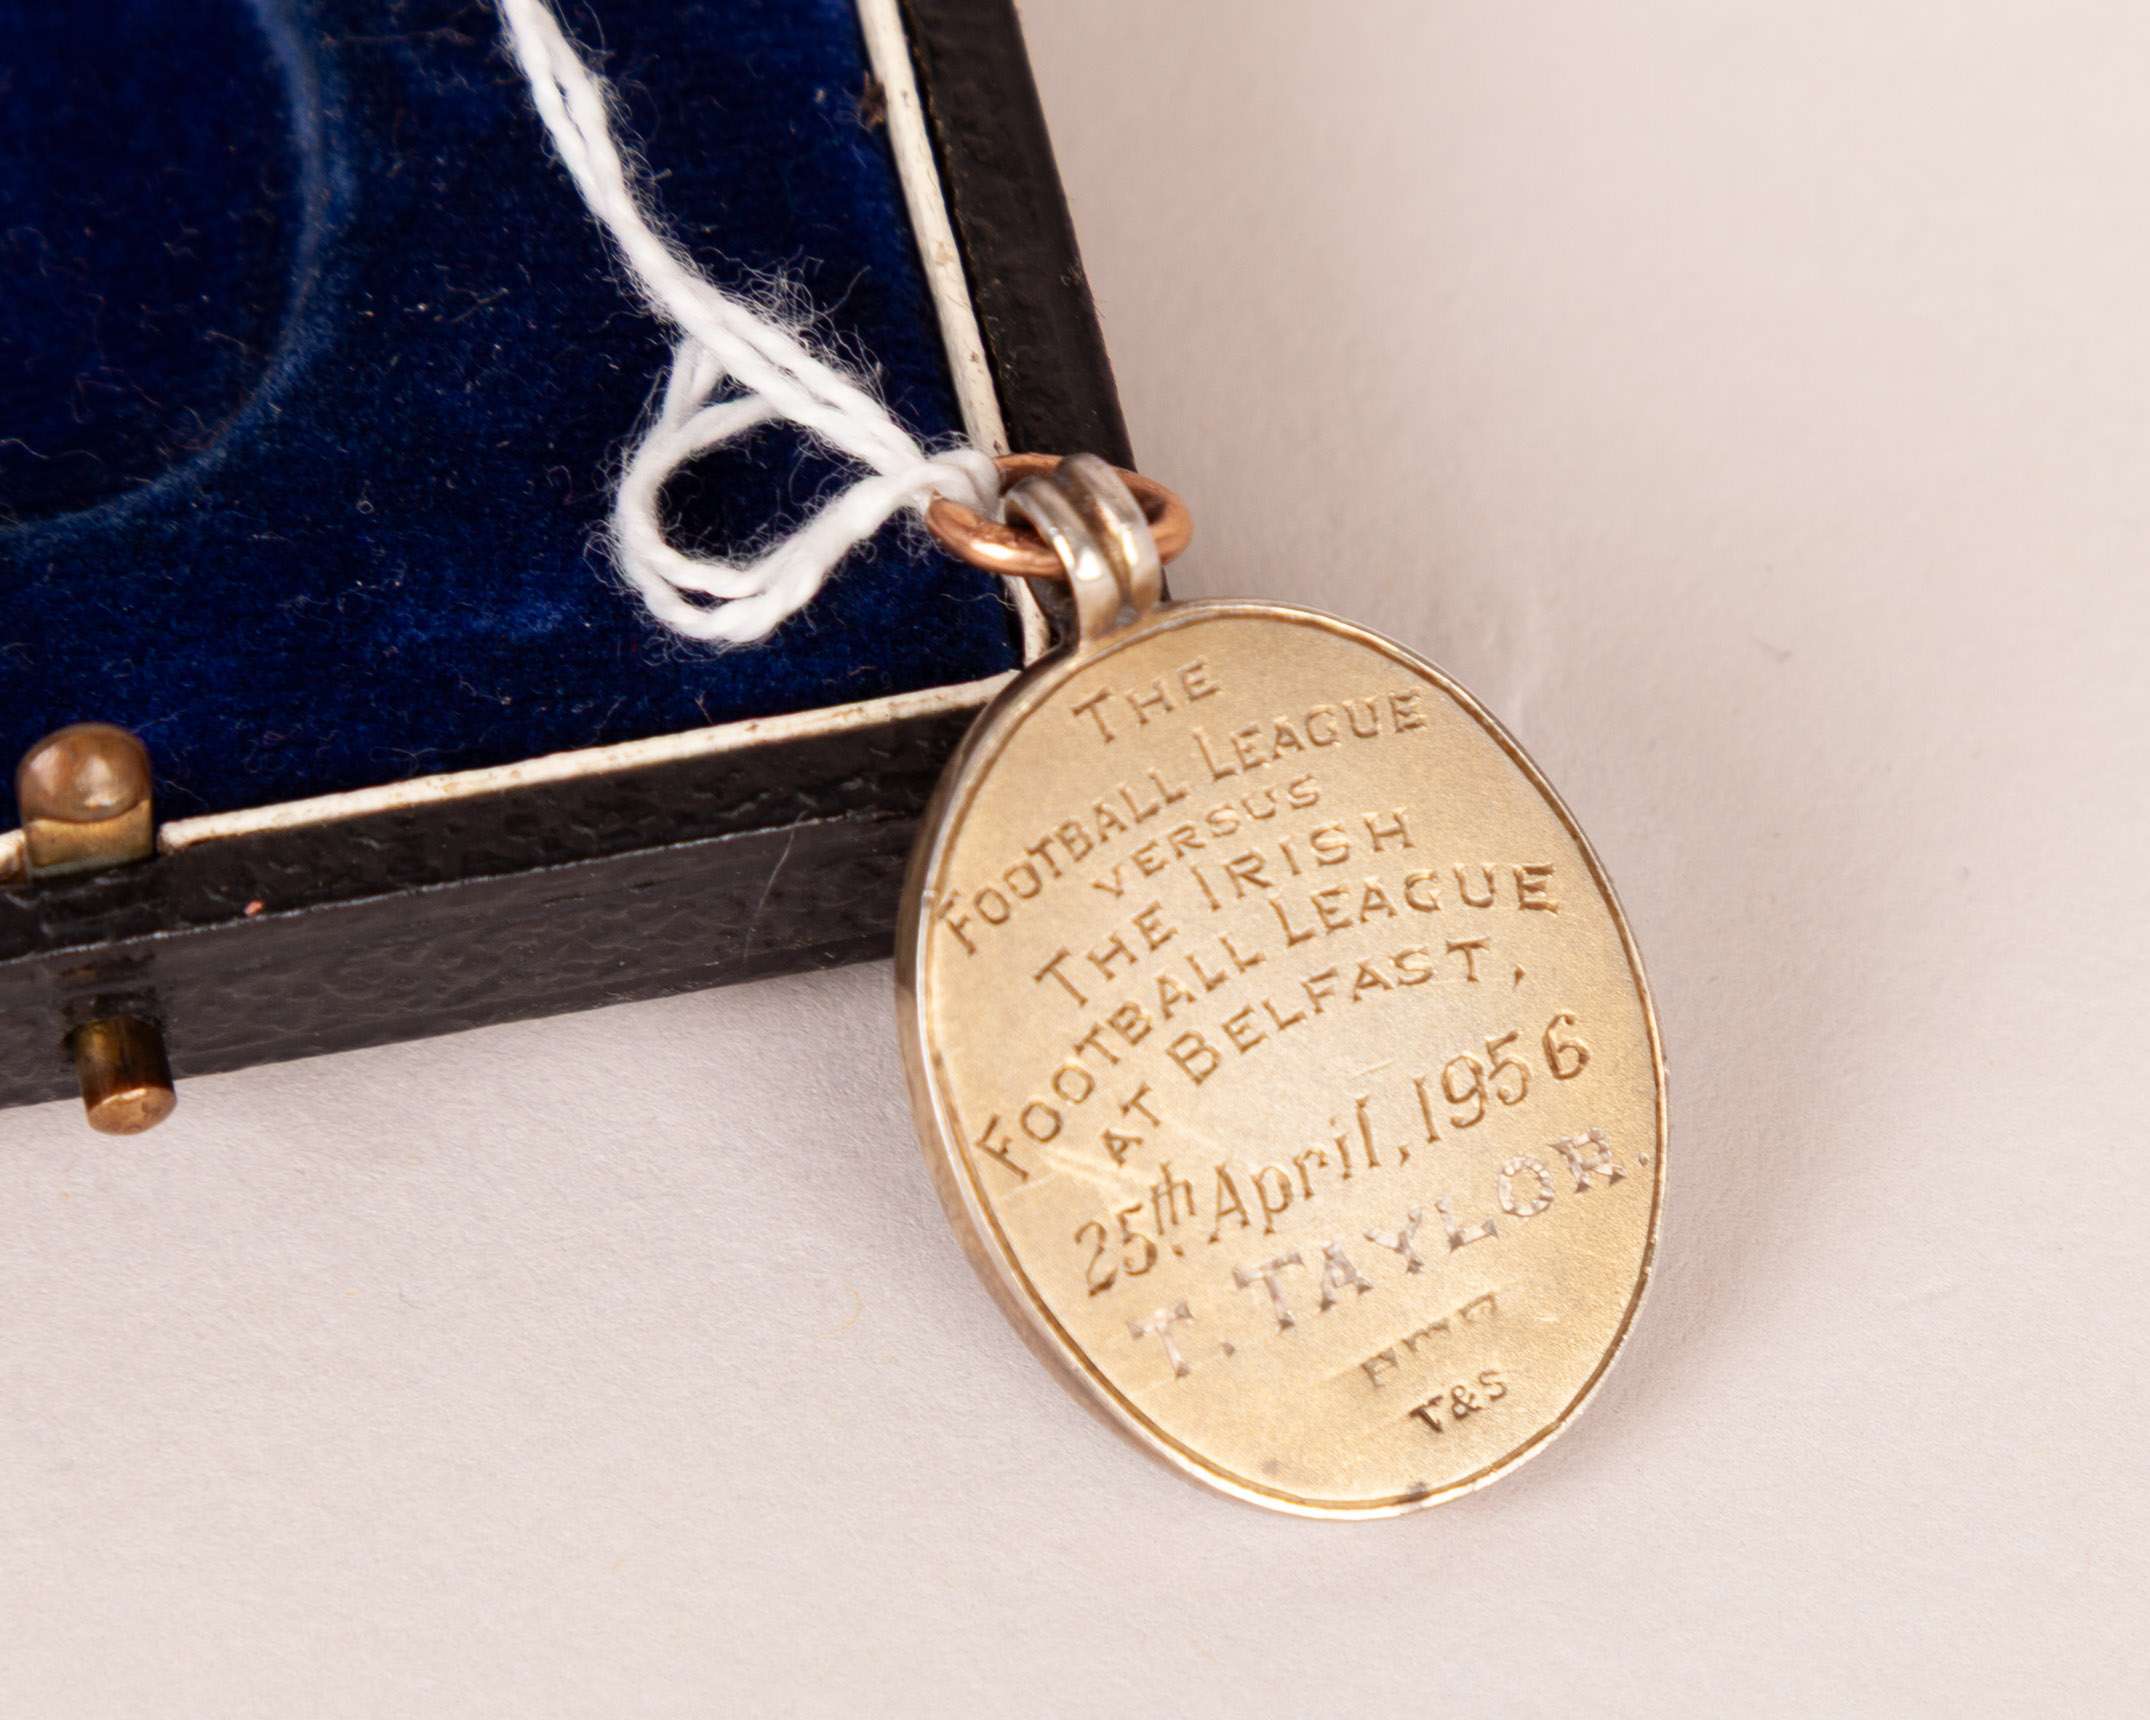 THE
FOOTBALL LEAGUE
VERSUS
THE IRISH
FOOTBALL LEAGUE
AT BELFAST,
25th April, 1956
T. TAYLOR.
V&S